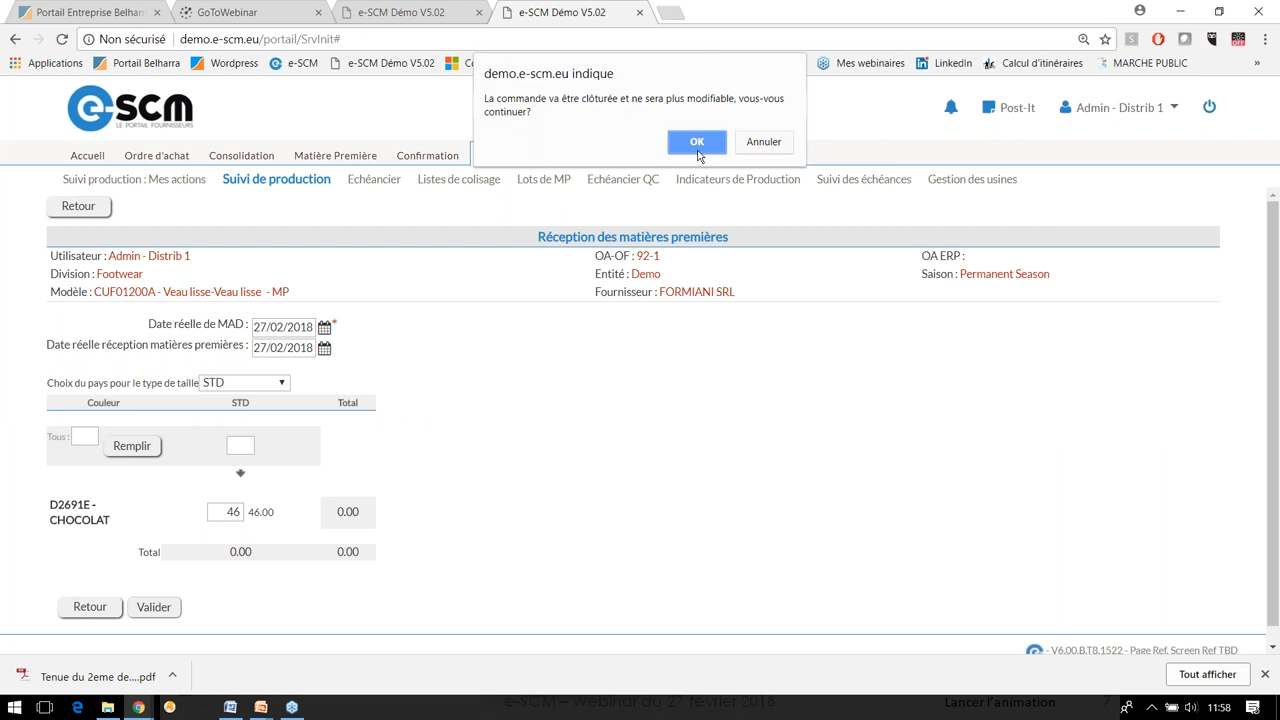 Portail Entreprise Belharr
GoToWebinar
e-SCM Démo V5.02
e-SCM Démo V5.02
Non sécurisé
demo.e-scm.eu/portail/SrvInit#
Applications
Portail Belharra
Wordpress
e-SCM
e-SCM Démo V5.02
Mes webinaires
LinkedIn
Calcul d'itinéraires
MARCHE PUBLIC
demo.e-scm.eu indique
La commande va être clôturée et ne sera plus modifiable, vous-vous
continuer?
OK
Annuler
e-scm
LE PORTAIL FOURNISSEURS
Post-It
Admin - Distrib 1
Accueil
Ordre d'achat
Consolidation
Matière Première
Confirmation
Suivi production : Mes actions
Suivi de production
Echéancier
Listes de colisage
Lots de MP
Echéancier QC
Indicateurs de Production
Suivi des échéances
Gestion des usines
Retour
Réception des matières premières
Utilisateur : Admin - Distrib 1
OA-OF : 92-1
OA ERP :
Division : Footwear
Entité : Demo
Saison : Permanent Season
Modèle : CUF01200A - Veau lisse-Veau lisse - MP
Fournisseur : FORMIANI SRL
Date réelle de MAD : 27/02/2018 *
Date réelle réception matières premières : 27/02/2018
Choix du pays pour le type de taille STD
Couleur STD Total
Tous :
Remplir
D2691E -
CHOCOLAT
46 46.00 0.00
Total 0.00 0.00
Retour
Valider
- V6.00.B.T8.1522 - Page Ref. Screen Ref TBD
Tenue du 2eme de....pdf
Tout afficher
e-SCM – Webinar du 27 février 2018
Lancer l'animation
7
11:58